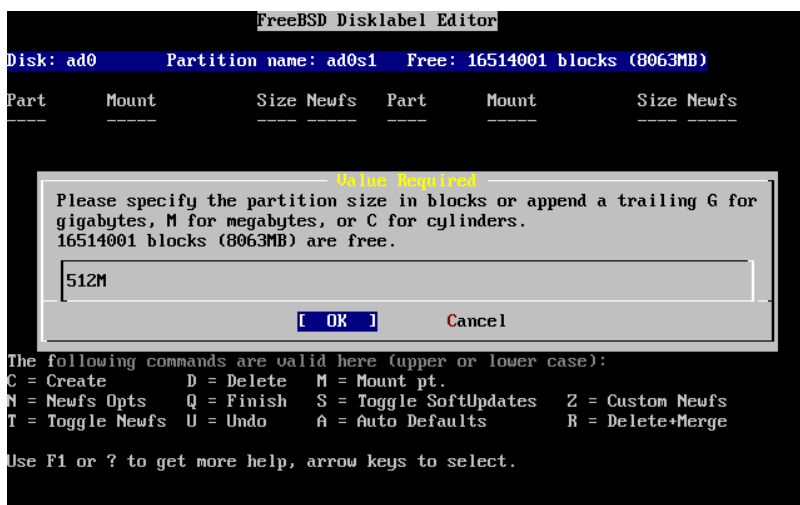 FreeBSD Disklabel Editor
Disk: ad0 Partition name: ad0s1 Free: 16514001 blocks (8063MB)
Part Mount Size Newfs Part Mount Size Newfs
---- ----- ---- ----- ---- ----- ---- -----
Value Required
Please specify the partition size in blocks or append a trailing G for
gigabytes, M for megabytes, or C for cylinders.
16514001 blocks (8063MB) are free.
512M
[ OK ] Cancel
The following commands are valid here (upper or lower case):
C = Create D = Delete M = Mount pt.
N = Newfs Opts Q = Finish S = Toggle SoftUpdates Z = Custom Newfs
T = Toggle Newfs U = Undo A = Auto Defaults R = Delete+Merge
Use F1 or ? to get more help, arrow keys to select.